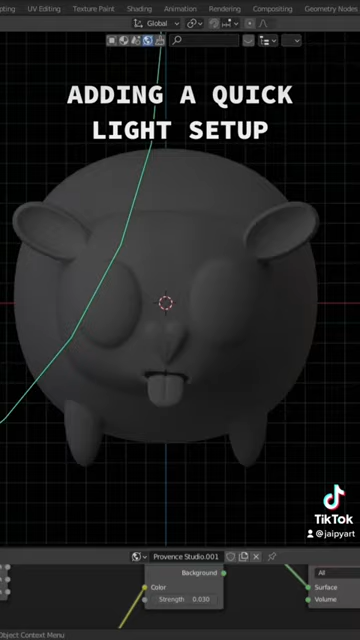 pting UV Editing Texture Paint Shading Animation Rendering Compositing Geometry Nodes
Global
ADDING A QUICK
LIGHT SETUP
TikTok
@jaipyart
Provence Studio.001
Background
Color
Strength 0.030
All
Surface
Volume
Object Context Menu